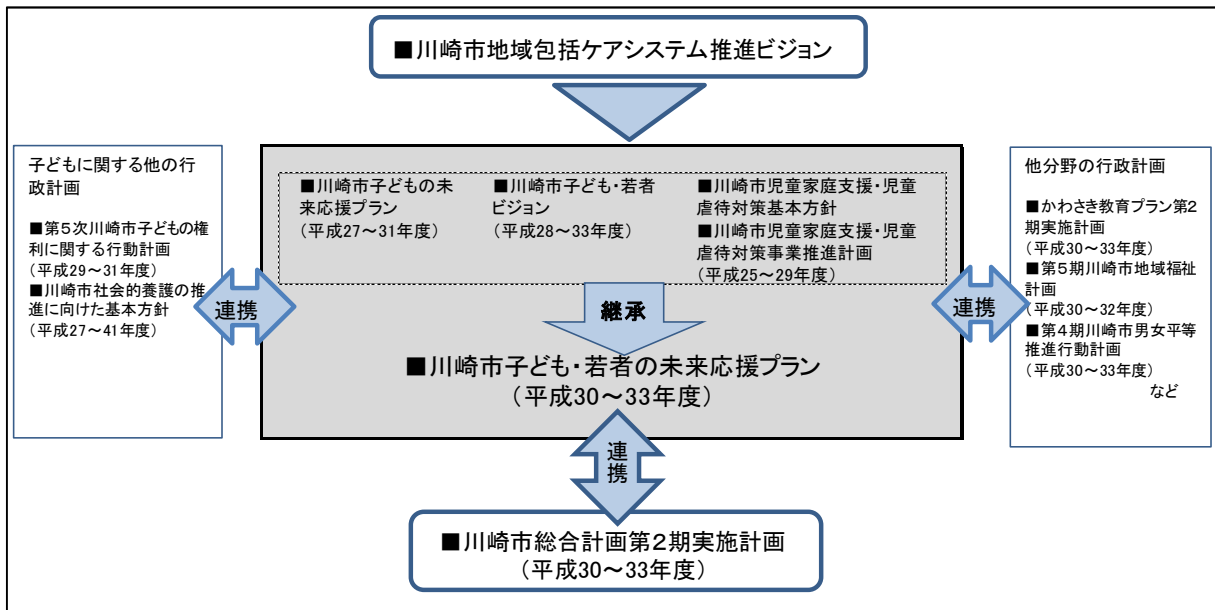 ■川崎市地域包括ケアシステム推進ビジョン
子どもに関する他の行
政計画
■第5次川崎市子どもの権
利に関する行動計画
(平成29~31年度)
■川崎市社会的養護の推
進に向けた基本方針
(平成27~41年度)
連携
■川崎市子どもの未
来応援プラン
(平成27~31年度)
■川崎市子ども・若者
ビジョン
(平成28~33年度)
■川崎市児童家庭支援・児童
虐待対策基本方針
■川崎市児童家庭支援・児童
虐待対策事業推進計画
(平成25~29年度)
継承
■川崎市子ども・若者の未来応援プラン
(平成30~33年度)
連携
他分野の行政計画
■かわさき教育プラン第2
期実施計画
(平成30~33年度)
■第5期川崎市地域福祉
計画
(平成30~32年度)
■第4期川崎市男女平等
推進行動計画
(平成30~33年度)
など
連
携
■川崎市総合計画第2期実施計画
(平成30~33年度)